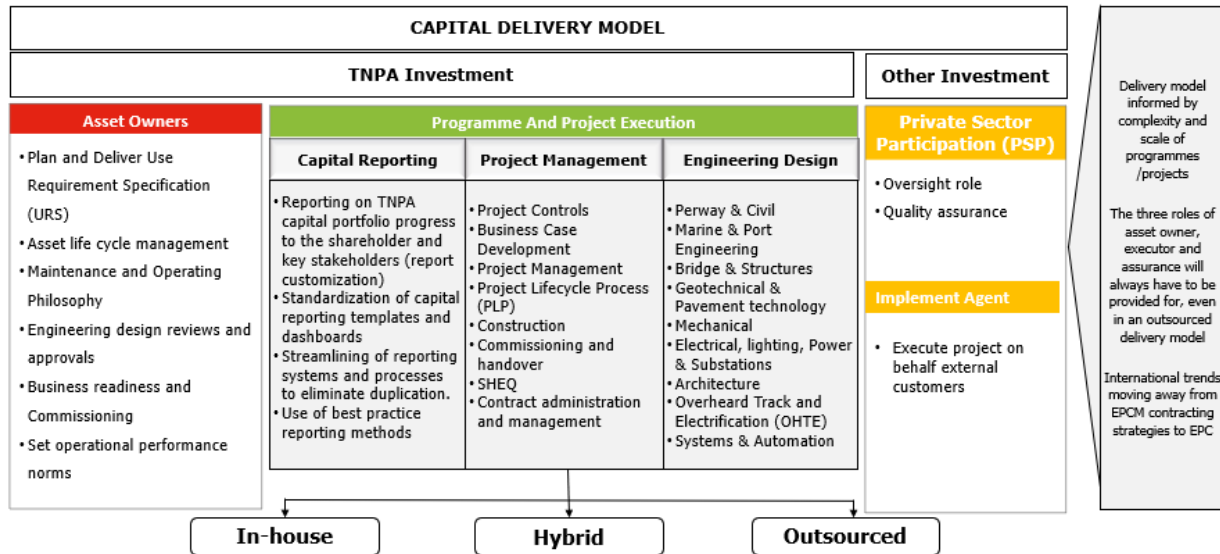 CAPITAL DELIVERY MODEL
TNPA Investment
Other Investment
Asset Owners
• Plan and Deliver Use
Requirement Specification
(URS)
• Asset life cycle management
• Maintenance and Operating
Philosophy
• Engineering design reviews and
approvals
• Business readiness and
Commissioning
• Set operational performance
norms
Programme And Project Execution
Capital Reporting
• Reporting on TNPA
capital portfolio progress
to the shareholder and
key stakeholders (report
customization)
• Standardization of capital
reporting templates and
dashboards
• Streamlining of reporting
systems and processes
to eliminate duplication.
• Use of best practice
reporting methods
Project Management
• Project Controls
• Business Case
Development
• Project Management
• Project Lifecycle Process
(PLP)
• Construction
• Commissioning and
handover
• SHEQ
• Contract administration
and management
Engineering Design
• Perway & Civil
• Marine & Port
Engineering
• Bridge & Structures
• Geotechnical &
Pavement technology
• Mechanical
• Electrical, lighting, Power
& Substations
• Architecture
• Overheard Track and
Electrification (OHTE)
• Systems & Automation
Private Sector
Participation (PSP)
• Oversight role
• Quality assurance
Implement Agent
• Execute project on
behalf external
customers
Delivery model
informed by
complexity and
scale of
programmes
/projects
The three roles of
asset owner,
executor and
assurance will
always have to be
provided for, even
in an outsourced
delivery model
International trends
moving away from
EPCM contracting
strategies to EPC
In-house
Hybrid
Outsourced